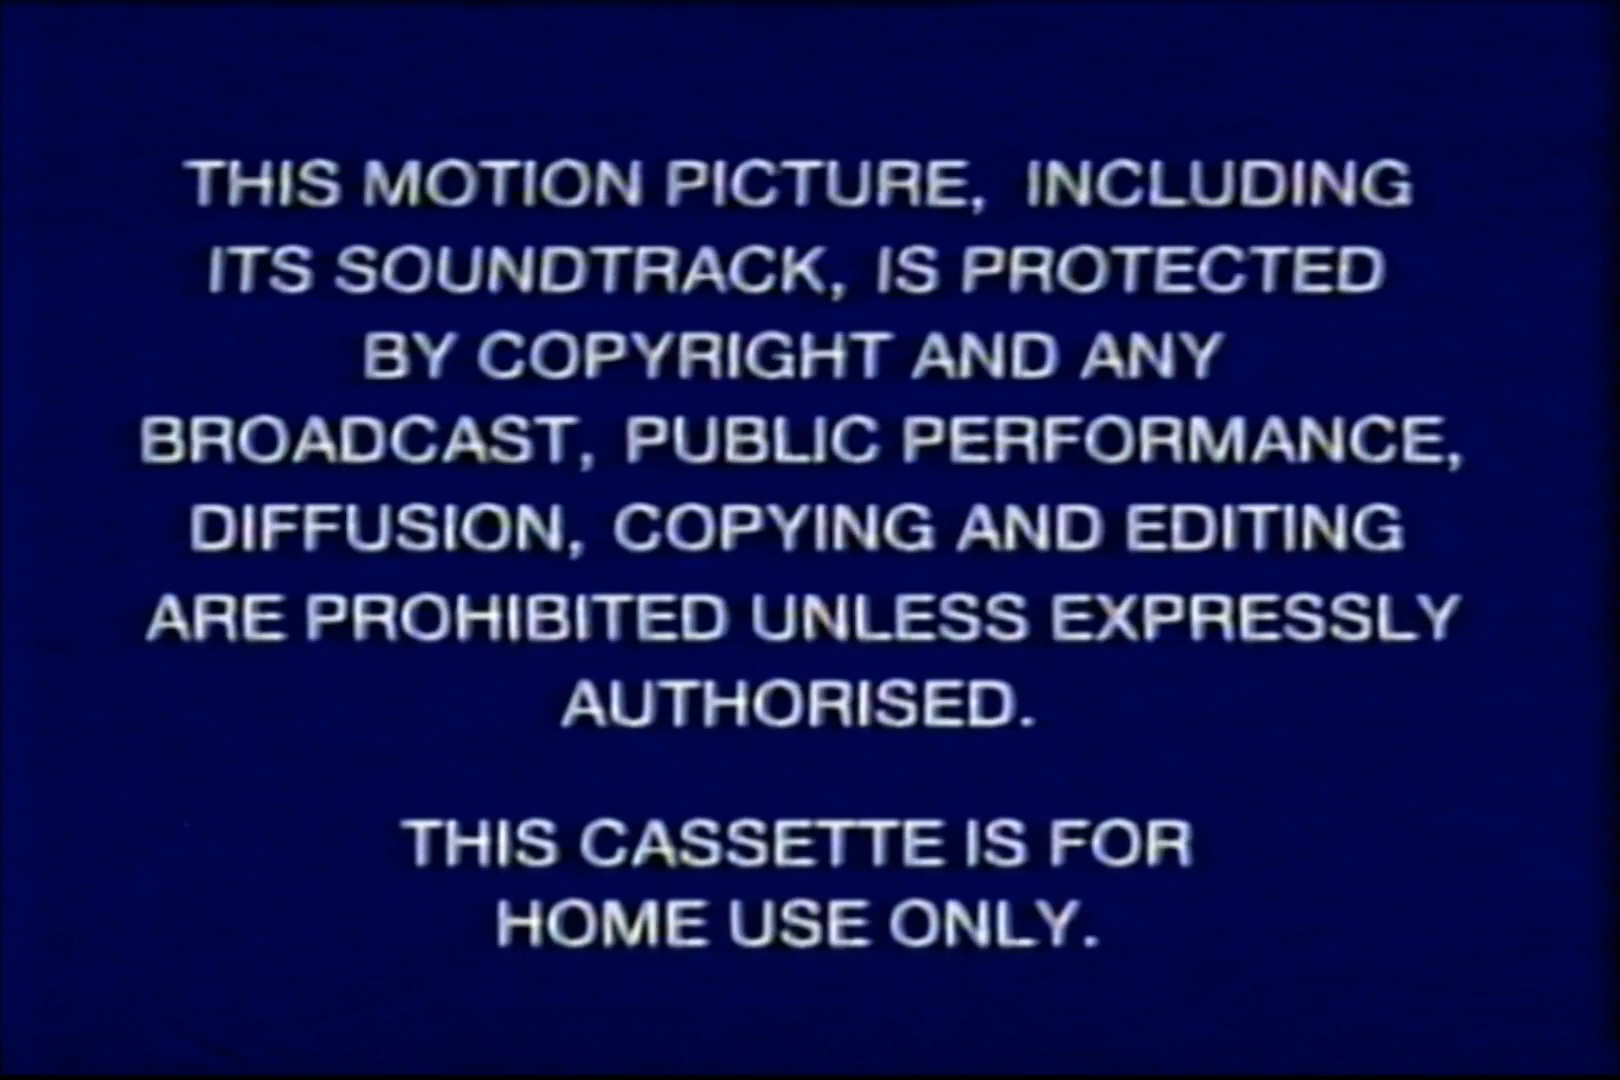 THIS MOTION PICTURE, INCLUDING
ITS SOUNDTRACK, IS PROTECTED
BY COPYRIGHT AND ANY
BROADCAST, PUBLIC PERFORMANCE,
DIFFUSION, COPYING AND EDITING
ARE PROHIBITED UNLESS EXPRESSLY
AUTHORISED.
THIS CASSETTE IS FOR
HOME USE ONLY.